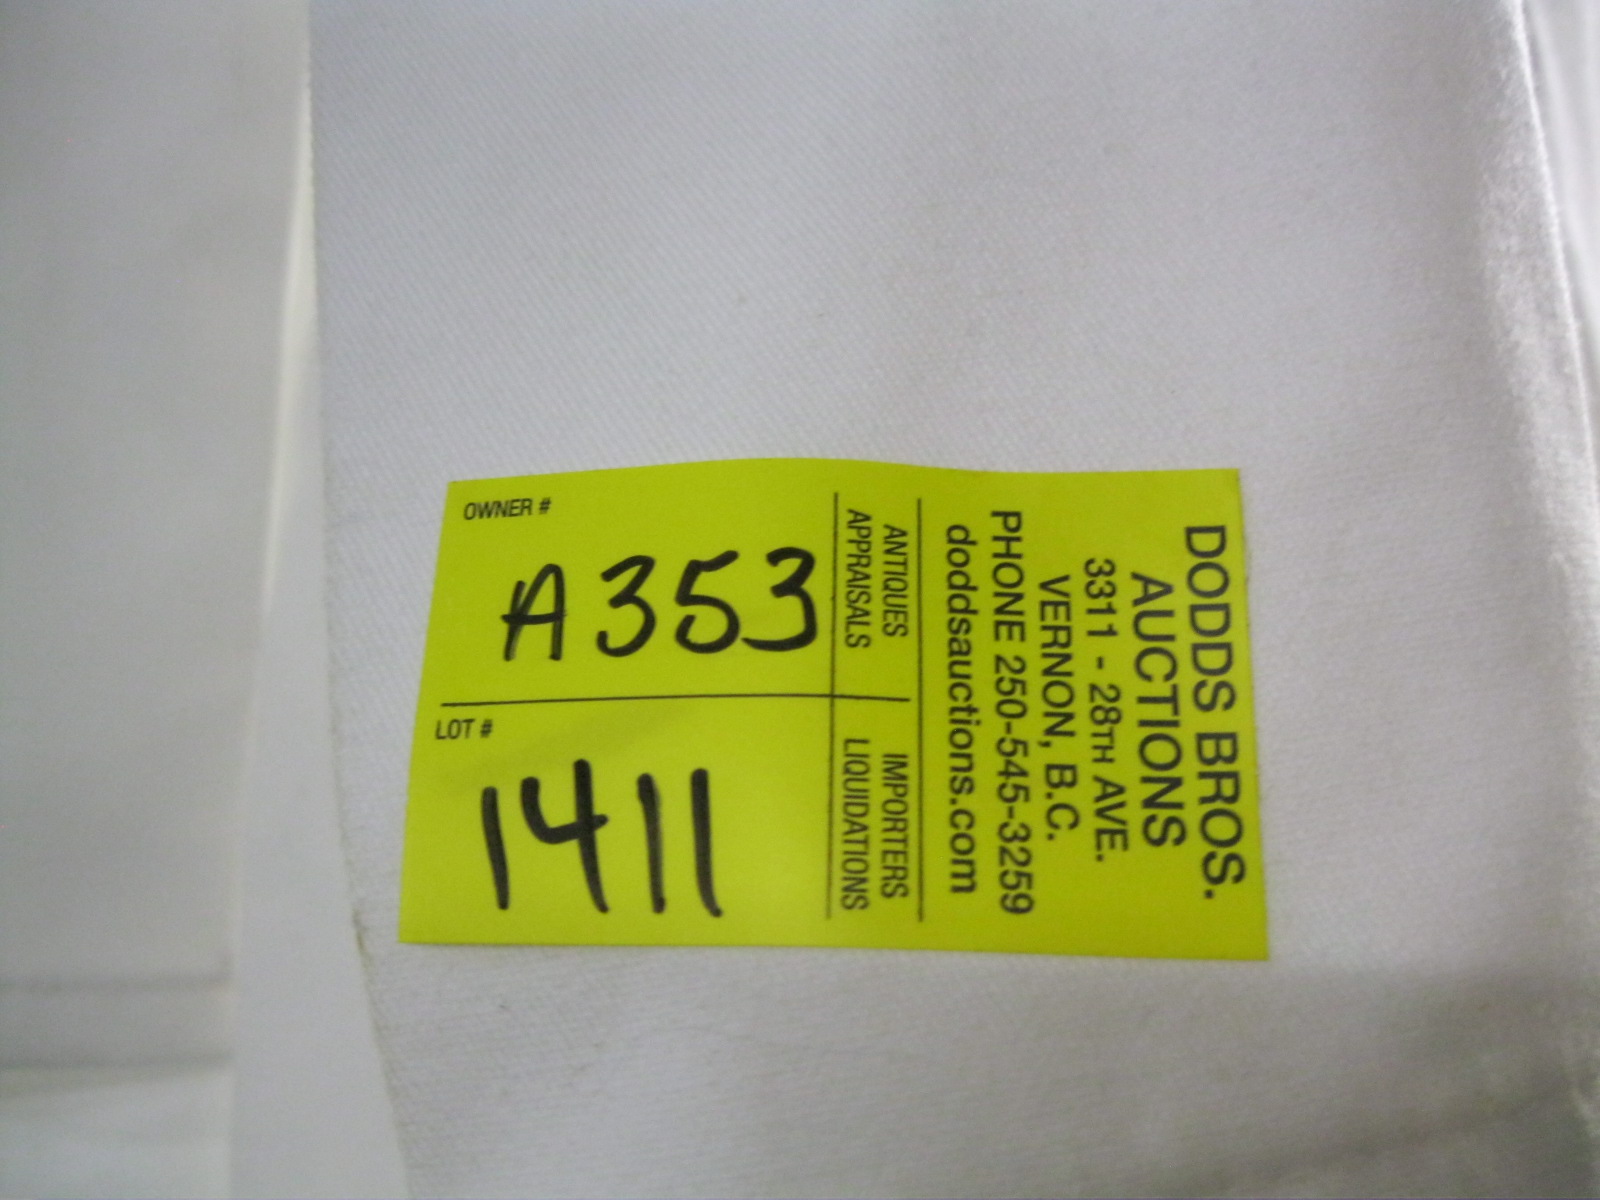 DODDS BROS.
AUCTIONS
3311 - 28TH AVE.
VERNON, B.C.
PHONE 250-545-3259
doddsauctions.com
ANTIQUES
APPRAISALS
IMPORTERS
LIQUIDATIONS
OWNER #
A353
LOT #
1411